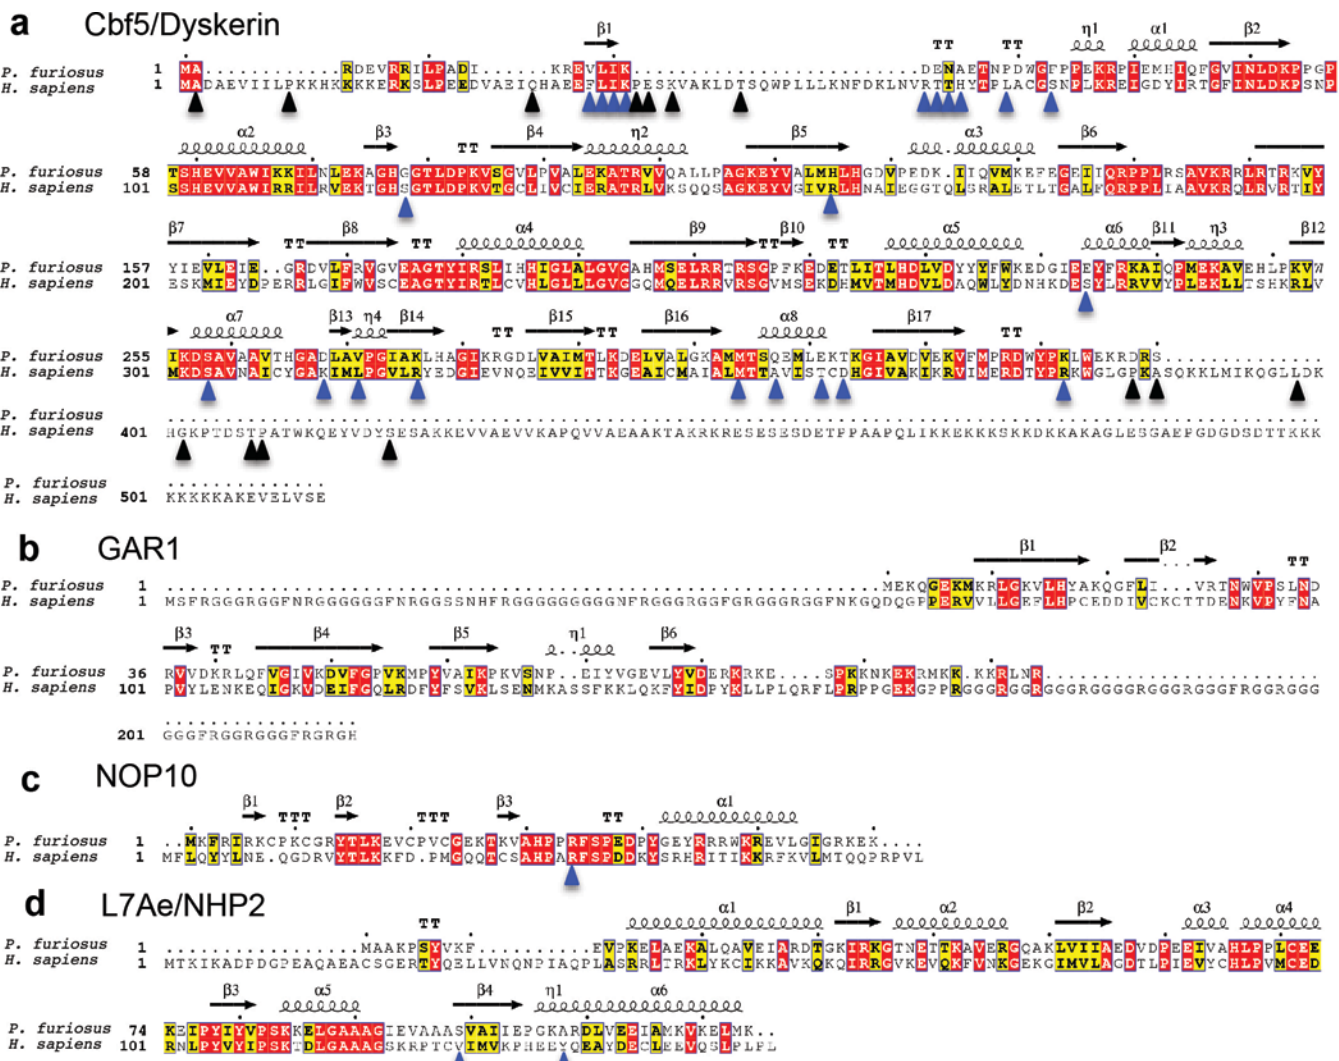 a Cbf5/Dyskerin
β1 TT TT η1 α1 β2
P. furiosus 1 MA............RDEVRRILPADI......KREVLIK.........................DENAETNPDWGFPPEKRPIEMHIQFGVINLDKPPGP
H. sapiens 1 MADAEVIILPKKHKKKKERKSLPEEDVAEIQHAEEFLIKPESKVAKLDTSQWPLLLKNFDKLNVRTTHYTPLACGSNPLKREIGDYIRTGFINLDKPSNP
α2 β3 TT β4 η2 β5 α3 β6
P. furiosus 58 TSHEVVAWIKKILNLEKAGHGGTLDPKVSGVLPVALEKATRVVQALLPAGKEYVALMHLHGDVPEDK.IIQVMKEFEGEIIQRPPLRSAVKRRLRTRKVY
H. sapiens 101 SSHEVVAWIRRILRVEKTGHSGTLDPKVTGCLIVCIERATRLVKSQQSAGKEYVGIVRLHNAIEGGTQLSRALETLTGALFQRPPLIAAVKRQLRVRTIY
β7 TT β8 TT α4 β9 TT β10 TT α5 α6 β11 η3 β12
P. furiosus 157 YIEVLEIE..GRDVLFRVGVEAGTYIRSLIHHIGLALGVGAHMSELRRTRSGPFKEDETLITLHDLVDYYYFWKEDGIEEYFRKAIQPMEKAVEHLPKVW
H. sapiens 201 ESKMIEYDPERRLGIFWVSCEAGTYIRTLCVHLGLLLGVGGQMQELRRVRSGVMSEKDHMVTMHDVLDAQWLYDNHKDESYLRRVVYPLEKLLTSHKRLV
α7 β13 η4 β14 TT β15 TT β16 α8 β17 TT
P. furiosus 255 IKDSAVAAVTHGADLAVPGIAKLHAGIKRGDLVAIMTLKDELVALGKAMMTSQEMLEKTKGIAVDVEKVFMPRDWYPKLWEKRDRS..............
H. sapiens 301 MKDSAVNAICYGAKIMLPGVLRYEDGIEVNQEIVVITTKGEAICMAIALMTTAVISTCDHGIVAKIKRVIMERDTYPRKWGLGPKASQKKLMIKQGLLDK
P. furiosus ....................................................................................................
H. sapiens 401 HGKPTDSTPATWKQEYVDYSESAKKEVVAEVVKAPQVVAEAAKTAKRKRESESESDETPPAAPQLIKKEKKKSKKDKKAKAGLESGAEPGDGDSDTTKKK
P. furiosus ..............
H. sapiens 501 KKKKKAKEVELVSE
b GAR1
β1 β2 TT
P. furiosus 1 ..............................................................MEKQGEKMKRLGKVLHYAKQGFLI...VRTNWVPSLND
H. sapiens 1 MSFRGGGRGGFNRGGGGGGFNRGGSSNHFRGGGGGGGGGNFRGGGRGGFGRGGGRGGFNKGQDQGPPERVVLLGEFLHPCEDDIVCKCTTDENKVPYFNA
β3 TT β4 β5 η1 β6
P. furiosus 36 RVVDKRLQFVGIVKDVFGPVKMPYVAIKPKVSNP..EIYVGEVLYVDERKRKE....SPKKNKEKRMKK.KKRLNR........................
H. sapiens 101 PVYLENKEQIGKVDEIFGQLRDFYFSVKLSENMKASSFKKLQKFYIDPYKLLPLQRFLPRPPGEKGPPRGGGRGGRGGGRGGGGRGGGRGGGFRGGRGGG
.................
201 GGGFRGGRGGGFRGRGH
c NOP10
β1 TTT β2 TTT β3 TT α1
P. furiosus 1 ..MKFRIRKCPKCGRYTLKEVCPVCGEKTKVAHPPRFSPEDPYGEYRRRWKREVLGIGRKEK....
H. sapiens 1 MFLQYYLNE.QGDRVYTLKKFD.PMGQQTCSAHPARFSPDDKYSRHRITIKKRFKVLMTQQPRPVL
d L7Ae/NHP2
TT α1 β1 α2 β2 α3 α4
P. furiosus 1 .................MAAKPSYVKF..........EVPKELAEKALQAVEIARDTGKIRKGTNETTKAVERGQAKLVIIAEDVDPEEIVAHLPPLCEE
H. sapiens 1 MTKIKADPDGPEAQAEACSGERTYQELLVNQNPIAQPLASRRLTRKLYKCIKKAVKQKQIRRGVKEVQKFVNKGEKGIMVLAGDTLPIEVYCHLPVMCED
β3 α5 β4 η1 α6
P. furiosus 74 KEIPYIYVPSKKELGAAAGIEVAAASVAIIEPGKARDLVEEIAMKVKELMK..
H. sapiens 101 RNLPYVYIPSKTDLGAAAGSKRPTCVIMVKPHEEYQEAYDECLEEVQSLPLPL